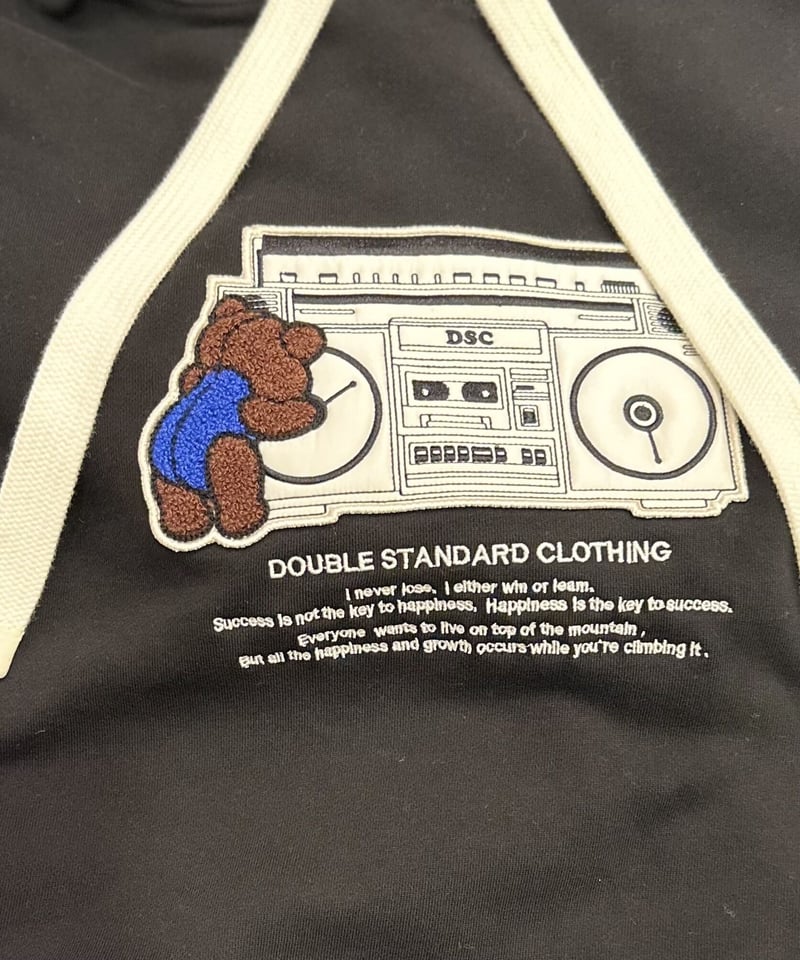 DSC
DOUBLE STANDARD CLOTHING
I never lose, I either win or learn.
Success is not the key to happiness, Happiness is the key to success.
Everyone wants to live on top of the mountain,
But all the happiness and growth occurs while you're climbing it.